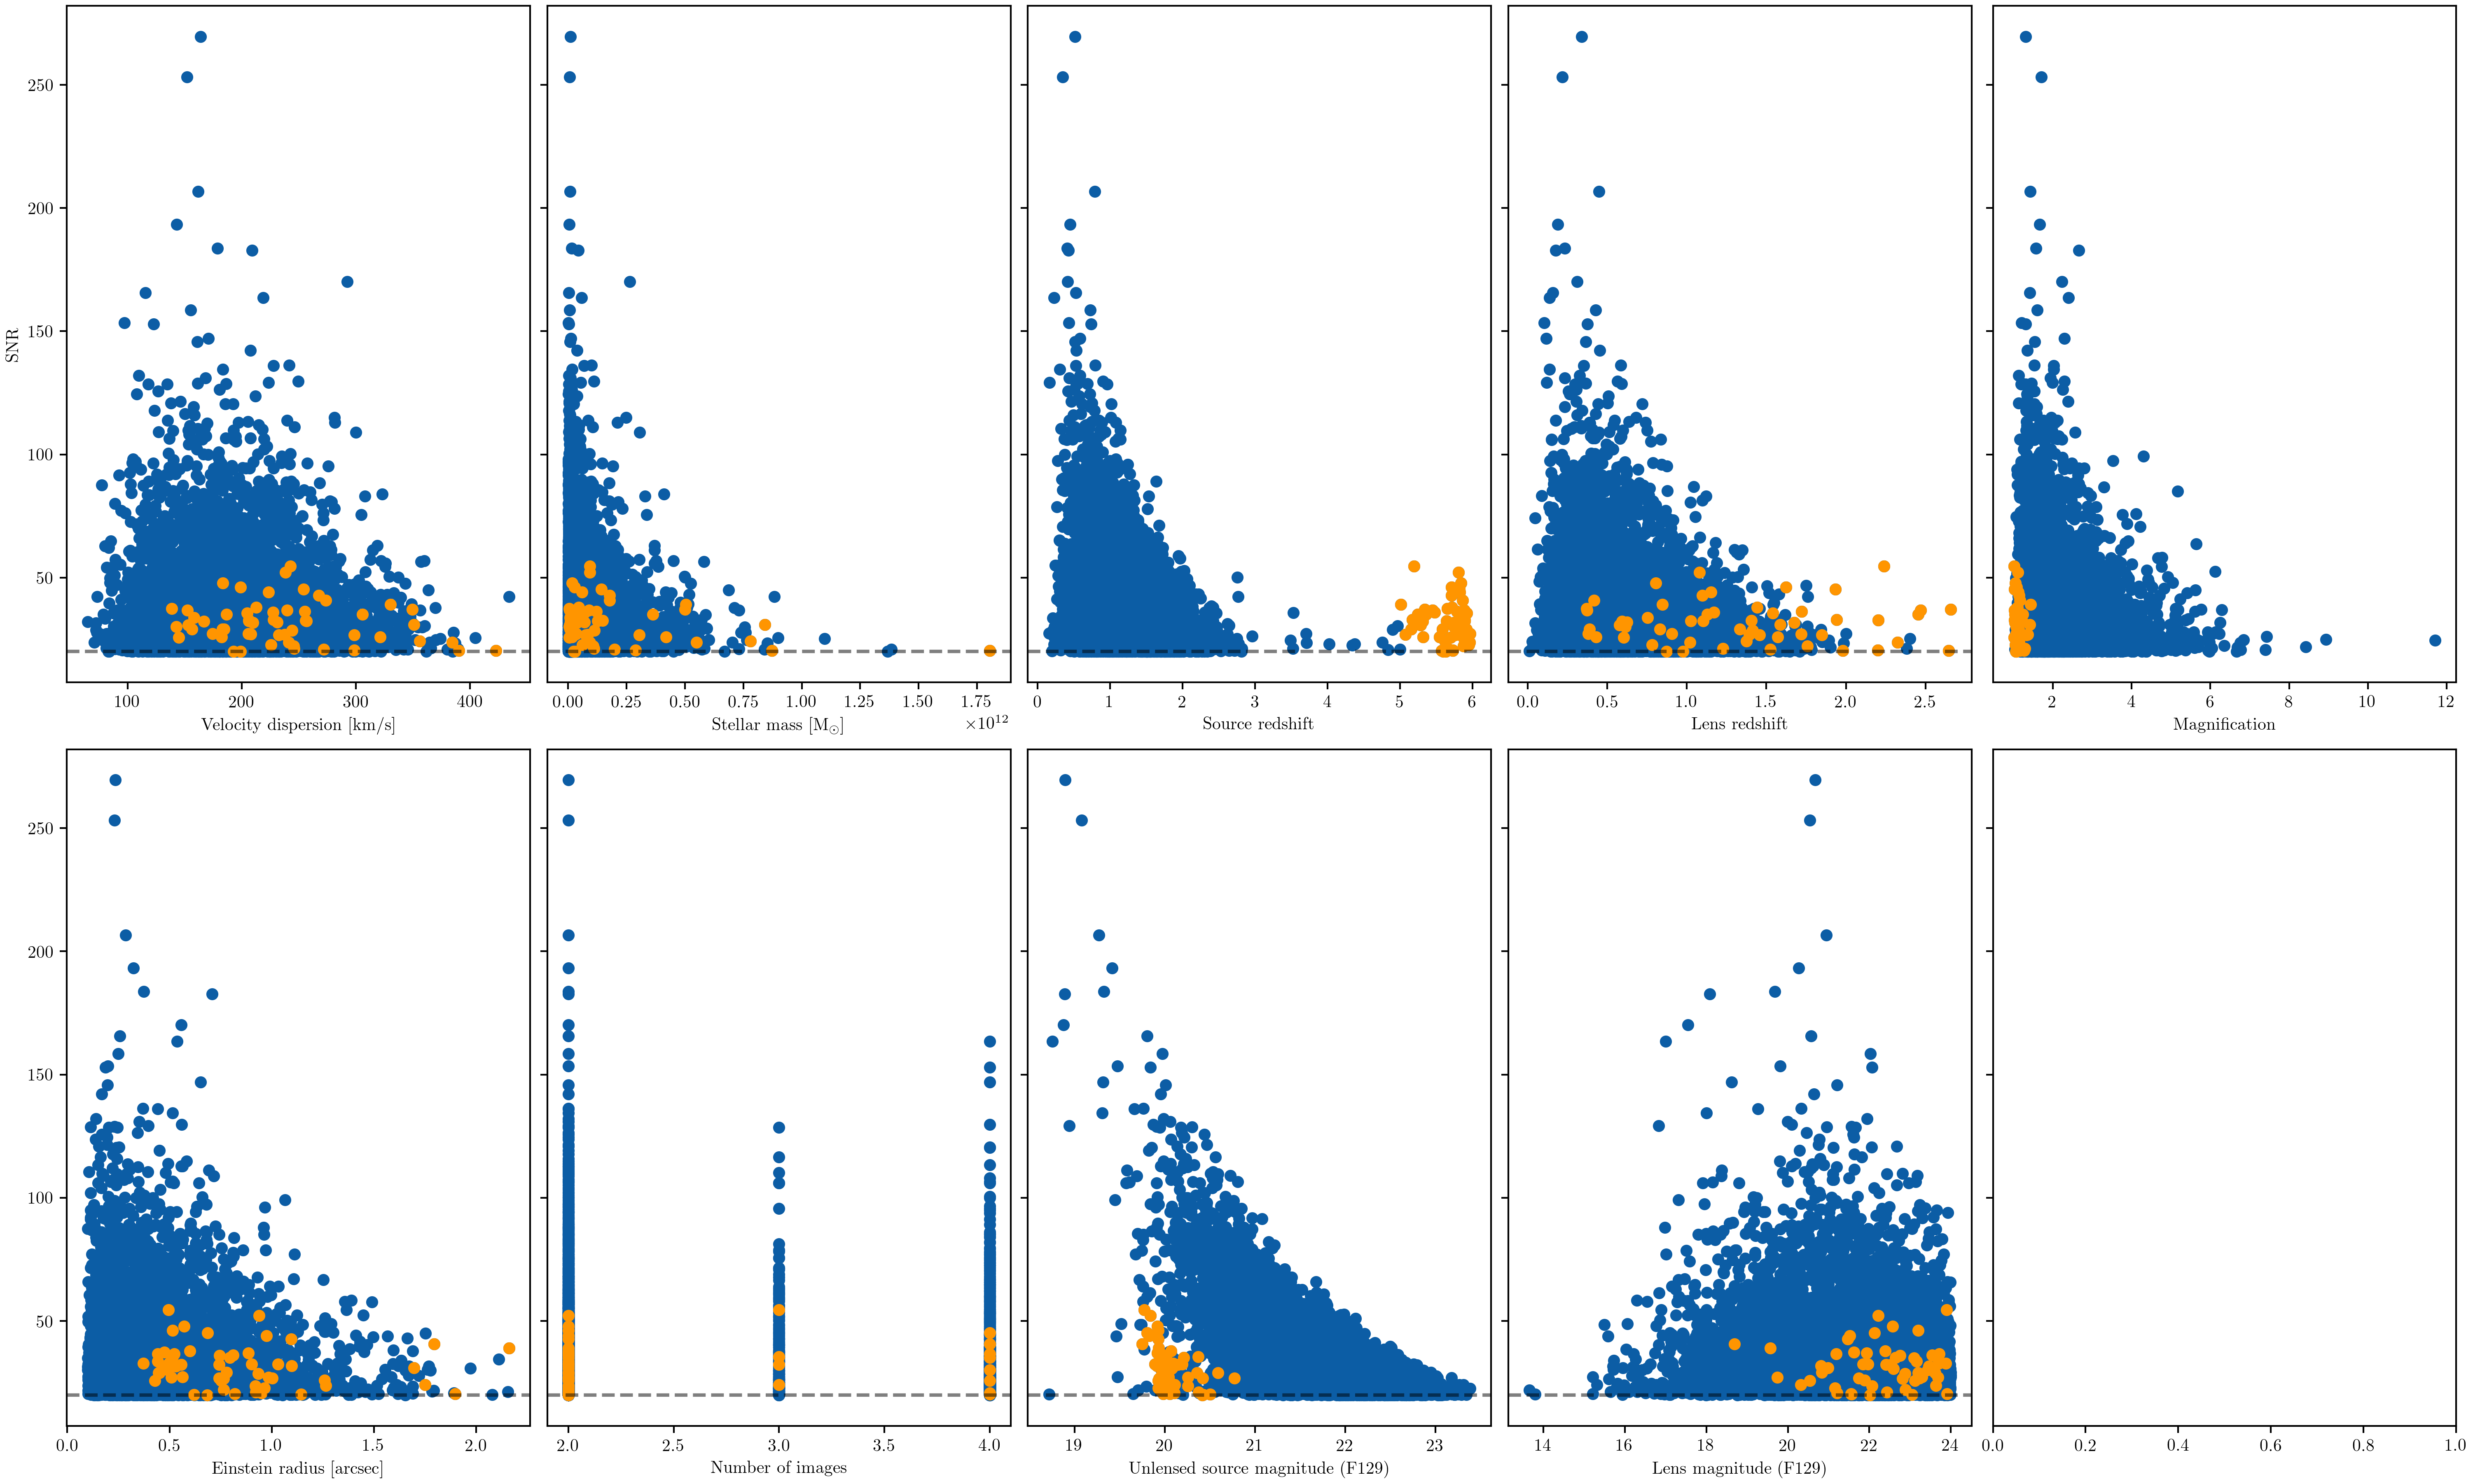 250
200
150
100
50
SNR
100 200 300 400
Velocity dispersion [km/s]
0.00 0.25 0.50 0.75 1.00 1.25 1.50 1.75
×10¹²
Stellar mass [M☉]
0 1 2 3 4 5 6
Source redshift
0.0 0.5 1.0 1.5 2.0 2.5
Lens redshift
2 4 6 8 10 12
Magnification
250
200
150
100
50
0.0 0.5 1.0 1.5 2.0
Einstein radius [arcsec]
2.0 2.5 3.0 3.5 4.0
Number of images
19 20 21 22 23
Unlensed source magnitude (F129)
14 16 18 20 22 24
Lens magnitude (F129)
0.0 0.2 0.4 0.6 0.8 1.0